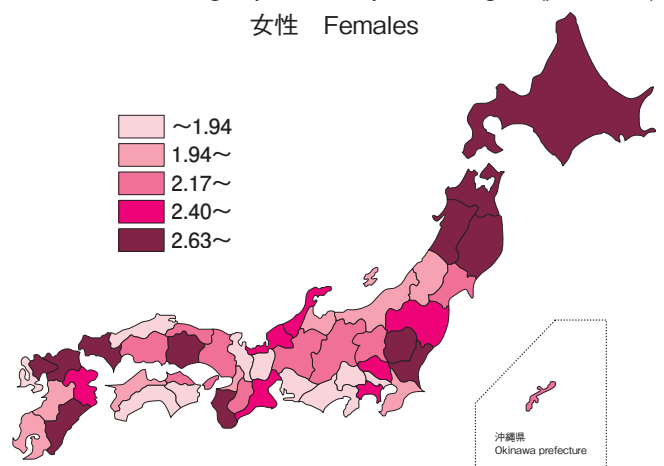 女性 Females
～1.94
1.94～
2.17～
2.40～
2.63～
沖縄県
Okinawa prefecture